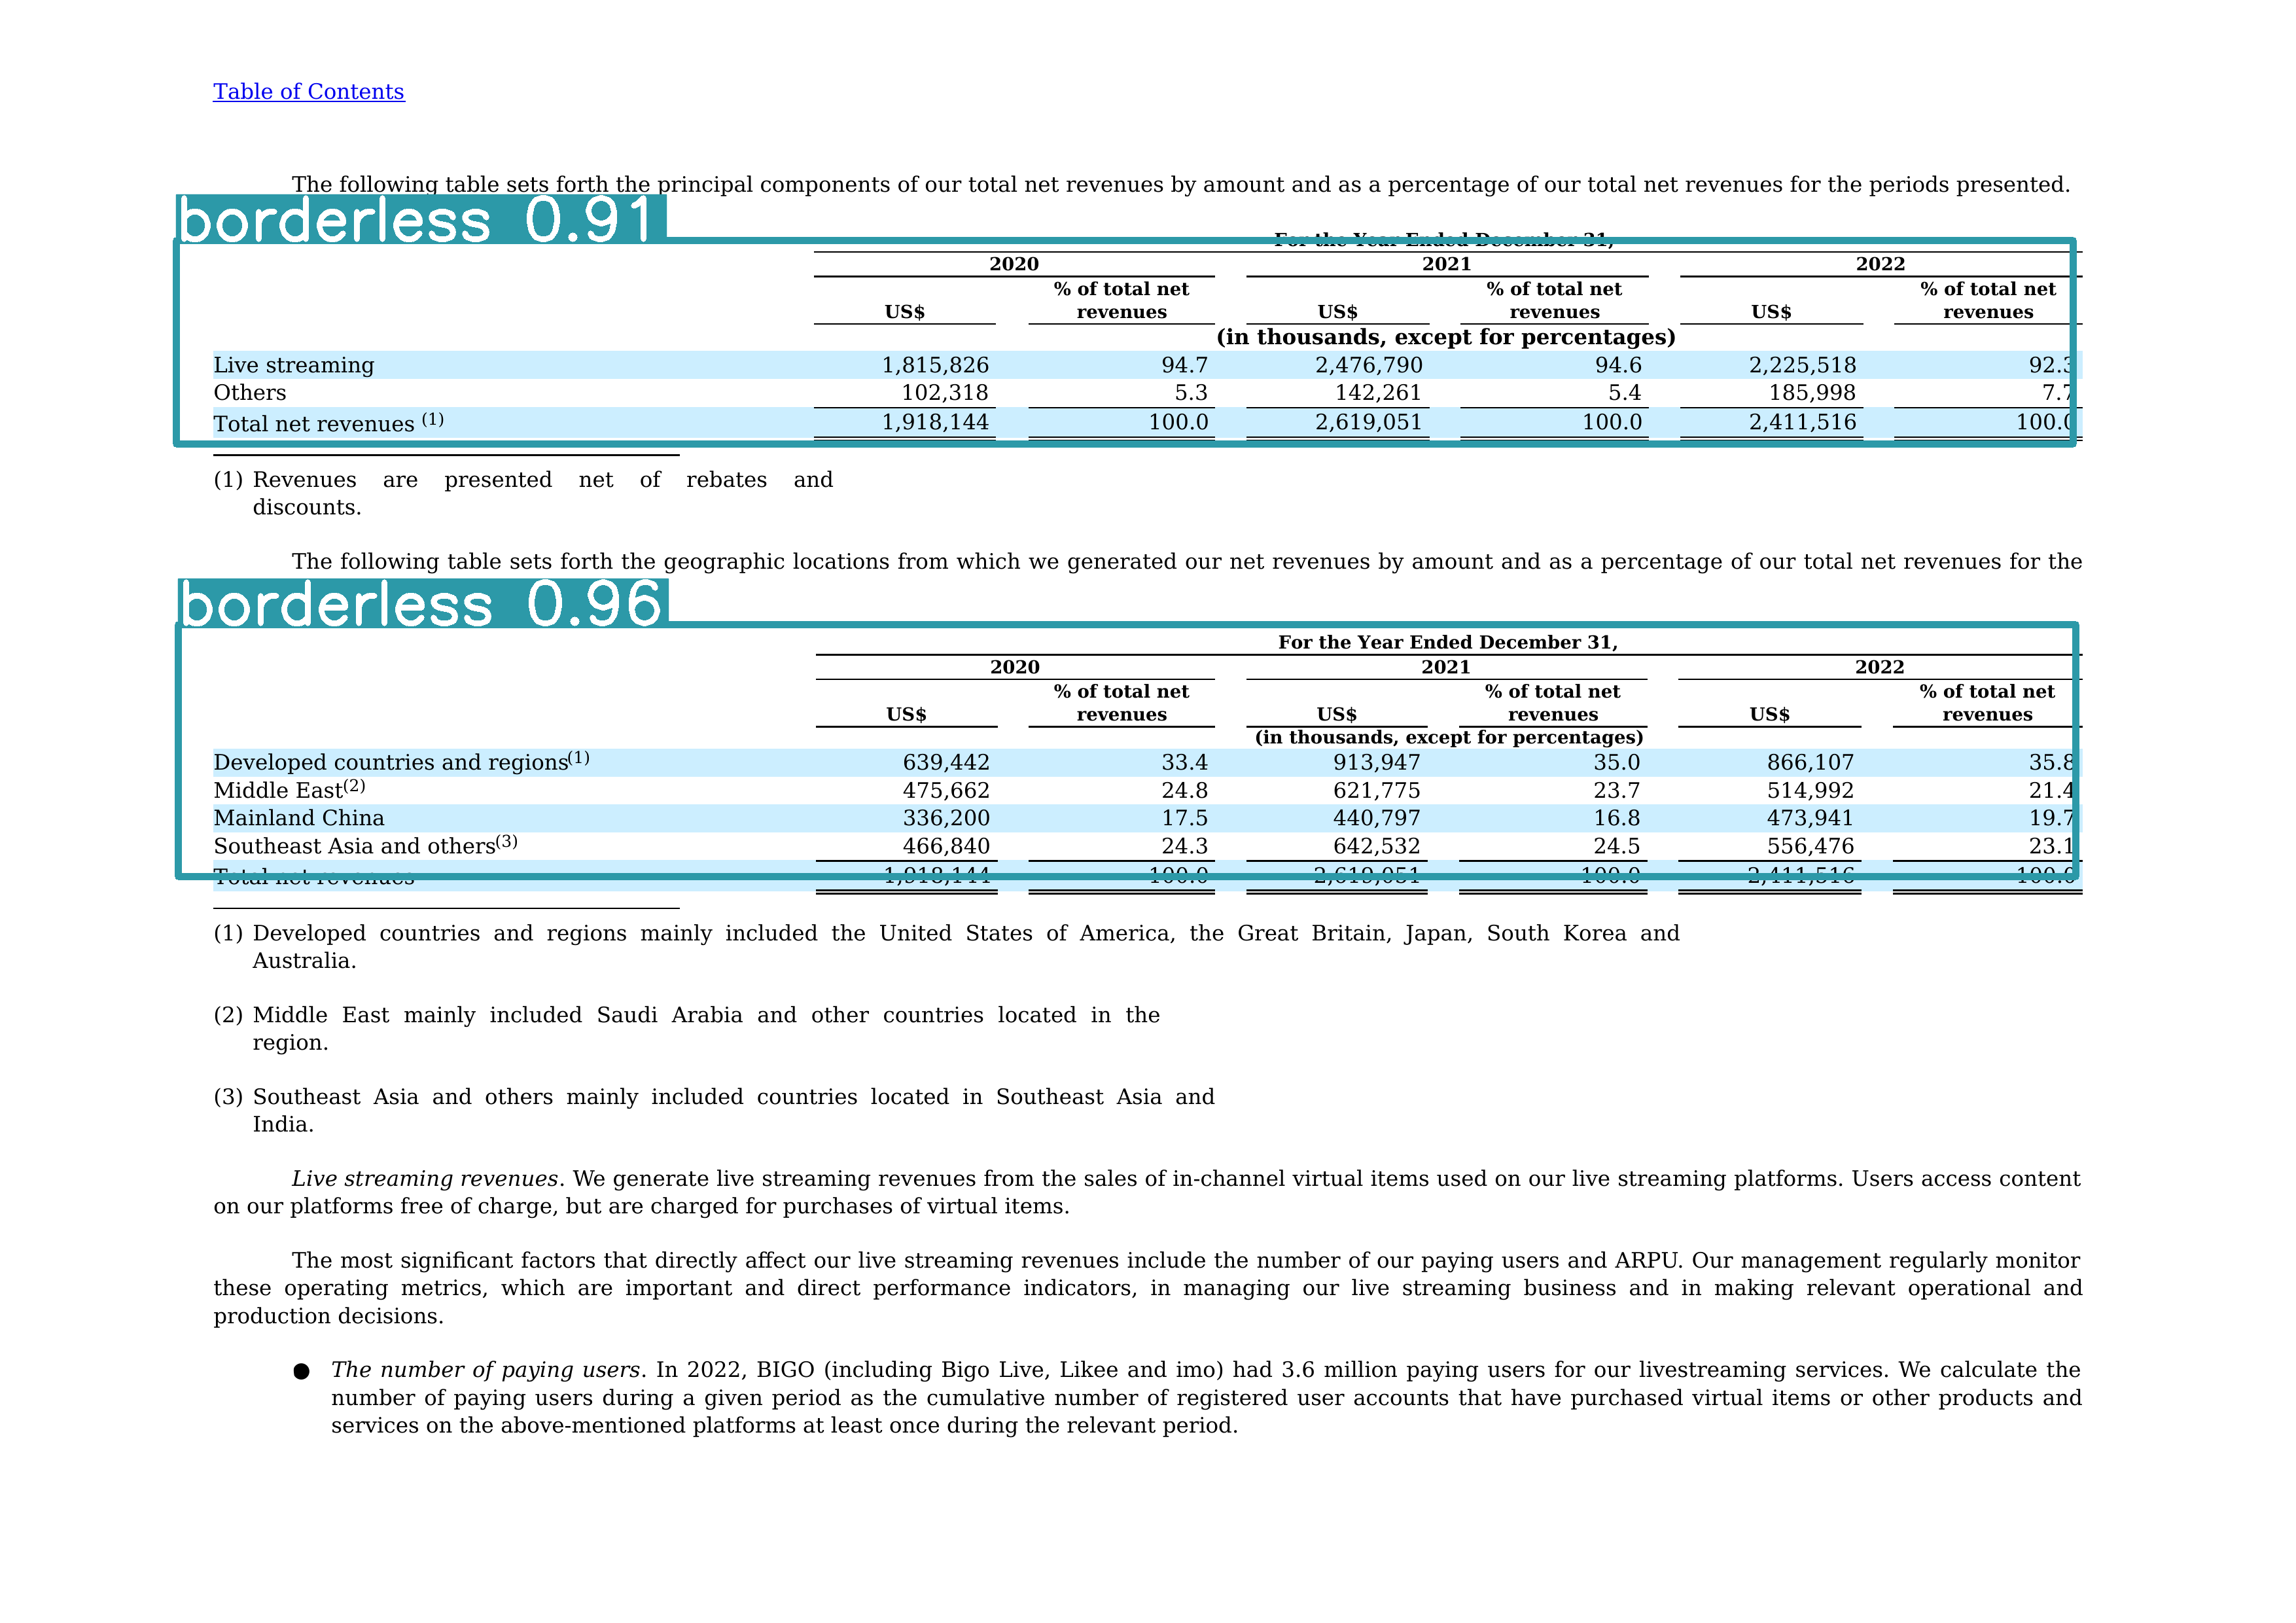 Table of Contents
The following table sets forth the principal components of our total net revenues by amount and as a percentage of our total net revenues for the periods presented.
borderless 0.91
For the Year Ended December 31,
2020 2021 2022
US$ % of total net revenues US$ % of total net revenues US$ % of total net revenues
(in thousands, except for percentages)
Live streaming 1,815,826 94.7 2,476,790 94.6 2,225,518 92.3
Others 102,318 5.3 142,261 5.4 185,998 7.7
Total net revenues (1) 1,918,144 100.0 2,619,051 100.0 2,411,516 100.0
(1) Revenues are presented net of rebates and
discounts.
The following table sets forth the geographic locations from which we generated our net revenues by amount and as a percentage of our total net revenues for the
borderless 0.96
For the Year Ended December 31,
2020 2021 2022
US$ % of total net revenues US$ % of total net revenues US$ % of total net revenues
(in thousands, except for percentages)
Developed countries and regions(1) 639,442 33.4 913,947 35.0 866,107 35.8
Middle East(2) 475,662 24.8 621,775 23.7 514,992 21.4
Mainland China 336,200 17.5 440,797 16.8 473,941 19.7
Southeast Asia and others(3) 466,840 24.3 642,532 24.5 556,476 23.1
Total net revenues 1,918,144 100.0 2,619,051 100.0 2,411,516 100.0
(1) Developed countries and regions mainly included the United States of America, the Great Britain, Japan, South Korea and
Australia.
(2) Middle East mainly included Saudi Arabia and other countries located in the
region.
(3) Southeast Asia and others mainly included countries located in Southeast Asia and
India.
Live streaming revenues. We generate live streaming revenues from the sales of in-channel virtual items used on our live streaming platforms. Users access content
on our platforms free of charge, but are charged for purchases of virtual items.
The most significant factors that directly affect our live streaming revenues include the number of our paying users and ARPU. Our management regularly monitor
these operating metrics, which are important and direct performance indicators, in managing our live streaming business and in making relevant operational and
production decisions.
● The number of paying users. In 2022, BIGO (including Bigo Live, Likee and imo) had 3.6 million paying users for our livestreaming services. We calculate the
number of paying users during a given period as the cumulative number of registered user accounts that have purchased virtual items or other products and
services on the above-mentioned platforms at least once during the relevant period.